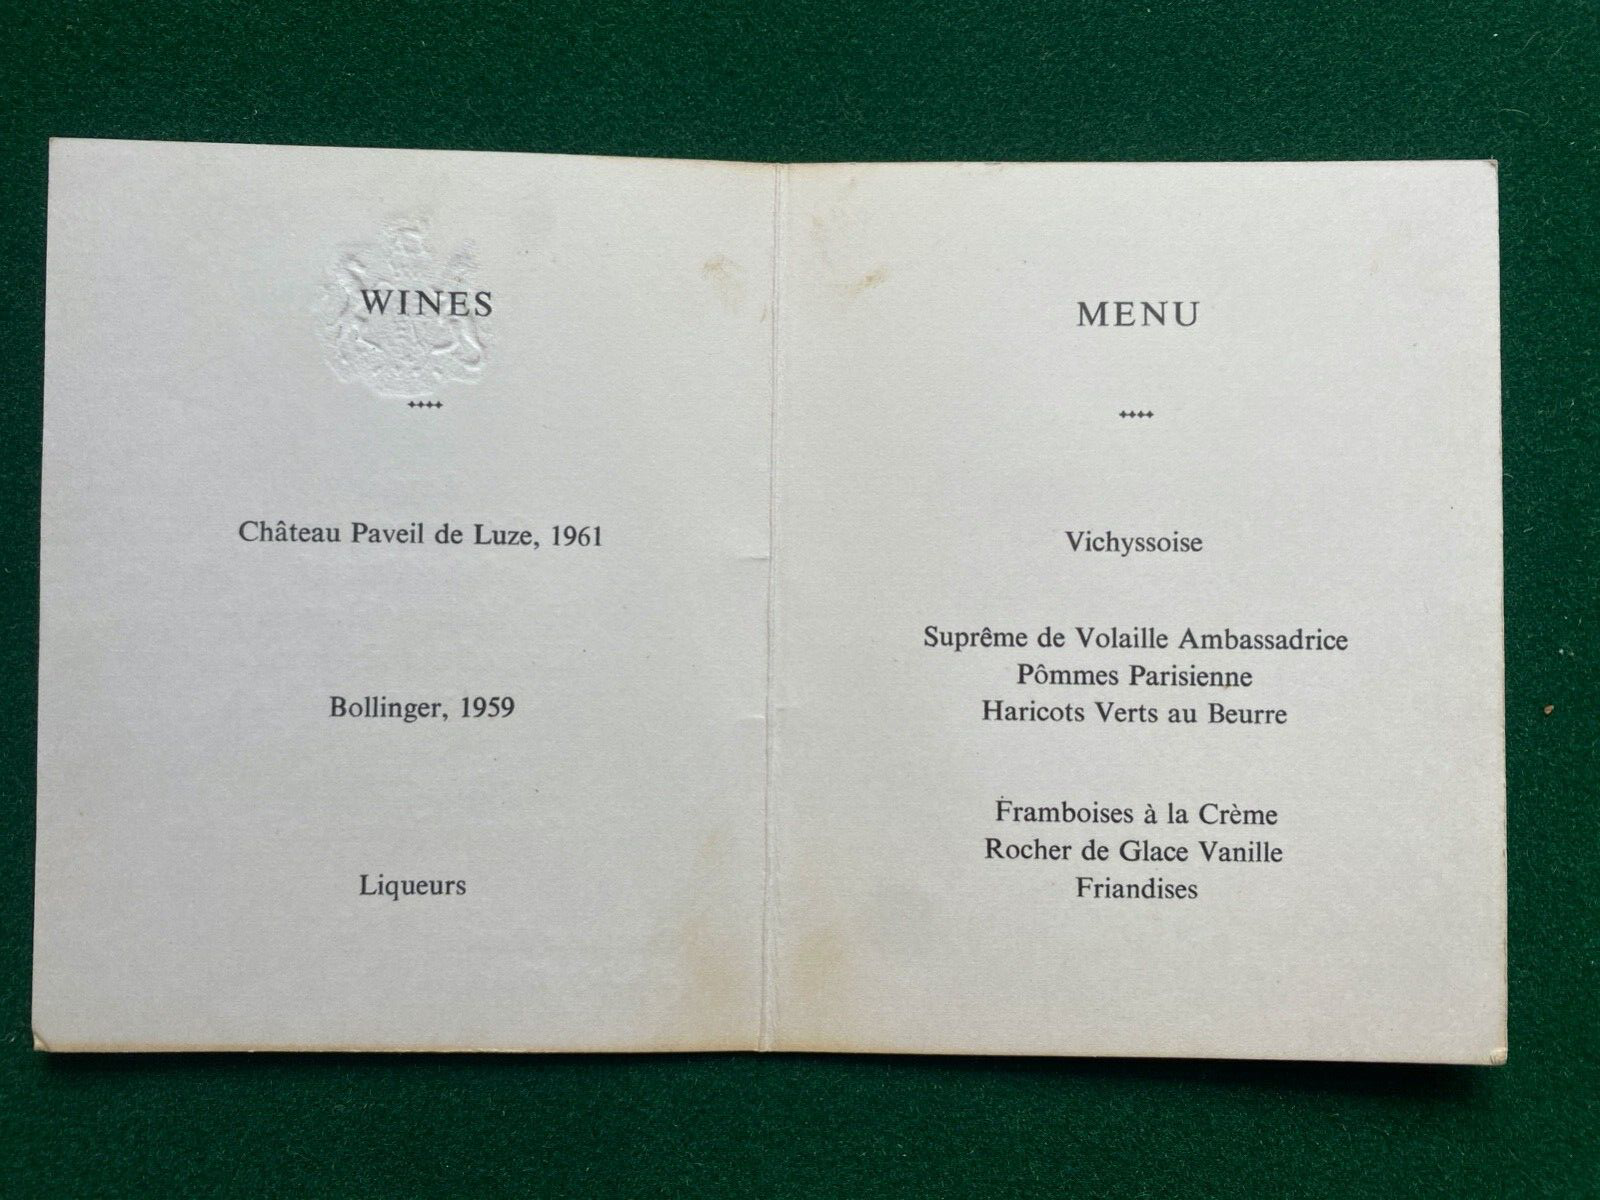 WINES
Château Paveil de Luze, 1961
Bollinger, 1959
Liqueurs
MENU
Vichyssoise
Suprême de Volaille Ambassadrice
Pômmes Parisienne
Haricots Verts au Beurre
Framboises à la Crème
Rocher de Glace Vanille
Friandises